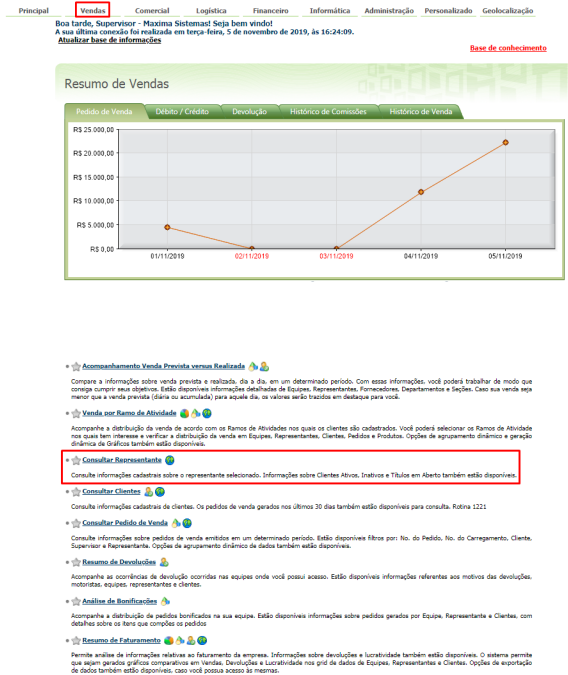 Principal Vendas Comercial Logística Financeiro Informática Administração Personalizado Geolocalização
Boa tarde, Supervisor - Maxima Sistemas! Seja bem vindo!
A sua última conexão foi realizada em terça-feira, 5 de novembro de 2019, às 16:24:09.
Atualizar base de informações
Base de conhecimento
Resumo de Vendas
Pedido de Venda Débito / Crédito Devolução Histórico de Comissões Histórico de Venda
R$ 25.000,00
R$ 20.000,00
R$ 15.000,00
R$ 10.000,00
R$ 5.000,00
R$ 0,00
01/11/2019 02/11/2019 03/11/2019 04/11/2019 05/11/2019
Acompanhamento Venda Prevista versus Realizada
Compare a informações sobre venda prevista e realizada, dia a dia, em um determinado período. Com essas informações, você poderá trabalhar de modo que
consiga cumprir seus objetivos. Estão disponíveis informações detalhadas de Equipes, Representantes, Fornecedores, Departamentos e Seções. Caso sua venda seja
menor que a venda prevista (diária ou acumulada) para aquele dia, os valores serão trazidos em destaque para você.
Venda por Ramo de Atividade
Acompanhe a distribuição da venda de acordo com os Ramos de Atividades nos quais os clientes são cadastrados. Você poderá selecionar os Ramos de Atividade
nos quais tem interesse e verificar a distribuição da venda em Equipes, Representantes, Clientes, Pedidos e Produtos. Opções de agrupamento dinâmico e geração
dinâmica de Gráficos também estão disponíveis.
Consultar Representante
Consulte informações cadastrais sobre o representante selecionado. Informações sobre Clientes Ativos, Inativos e Títulos em Aberto também estão disponíveis.
Consultar Clientes
Consulte informações cadastrais de clientes. Os pedidos de venda gerados nos últimos 30 dias também estão disponíveis para consulta. Rotina 1221
Consultar Pedido de Venda
Consulte informações sobre pedidos de venda emitidos em um determinado período. Estão disponíveis filtros por: No. do Pedido, No. do Carregamento, Cliente,
Supervisor e Representante. Opções de agrupamento dinâmico de dados também estão disponíveis.
Resumo de Devoluções
Acompanhe as ocorrências de devolução ocorridas nas equipes onde você possui acesso. Estão disponíveis informações referentes aos motivos das devoluções,
motoristas, equipes, representantes e clientes.
Análise de Bonificações
Acompanhe a distribuição de pedidos bonificados na sua equipe. Estão disponíveis informações sobre pedidos gerados por Equipe, Representante e Clientes, com
detalhes sobre os itens que compões os pedidos
Resumo de Faturamento
Permite análise de informações relativas ao faturamento da empresa. Informações sobre devoluções e lucratividade também estão disponíveis. O sistema permite
que sejam gerados gráficos comparativos em Vendas. Devoluções e Lucratividade nos grid de dados de Equipes. Representantes e Clientes. Opções de exportação
de dados também estão disponíveis, caso você possua acesso às mesmas.